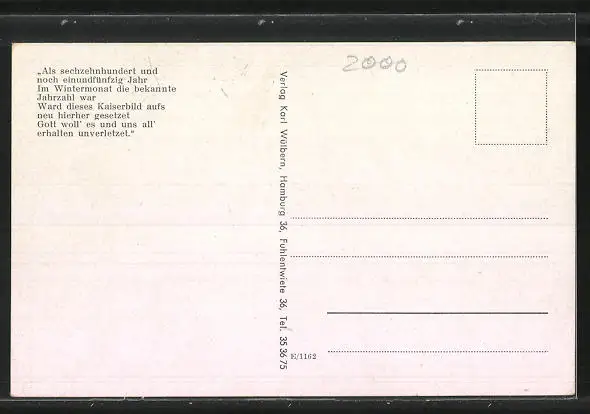 „Als sechzehnhundert und
noch einundfünfzig Jahr
Im Wintermonat die bekannte
Jahrzahl war
Ward dieses Kaiserbild aufs
neu hierher gesetzet
Gott woll' es und uns all'
erhalten unverletzet.“
Verlag Karl Wülbern, Hamburg 36, Fuhlentwiete 36, Tel. 35 36 75
2000
E/1162